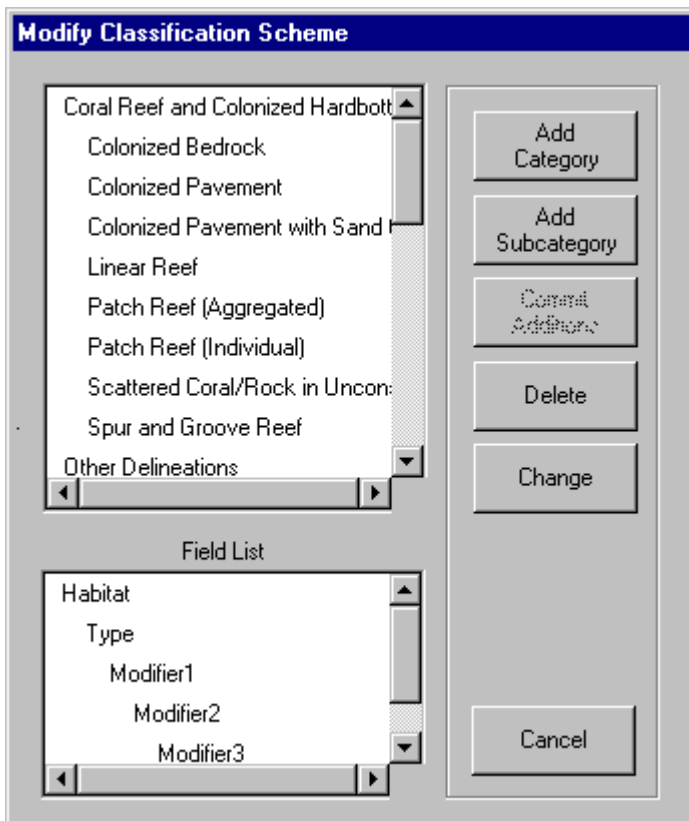 Modify Classification Scheme
Coral Reef and Colonized Hardbott
Colonized Bedrock
Colonized Pavement
Colonized Pavement with Sand
Linear Reef
Patch Reef (Aggregated)
Patch Reef (Individual)
Scattered Coral/Rock in Uncons
Spur and Groove Reef
Other Delineations
Add
Category
Add
Subcategory
Commit
Additions
Delete
Change
Field List
Habitat
Type
Modifier1
Modifier2
Modifier3
Cancel